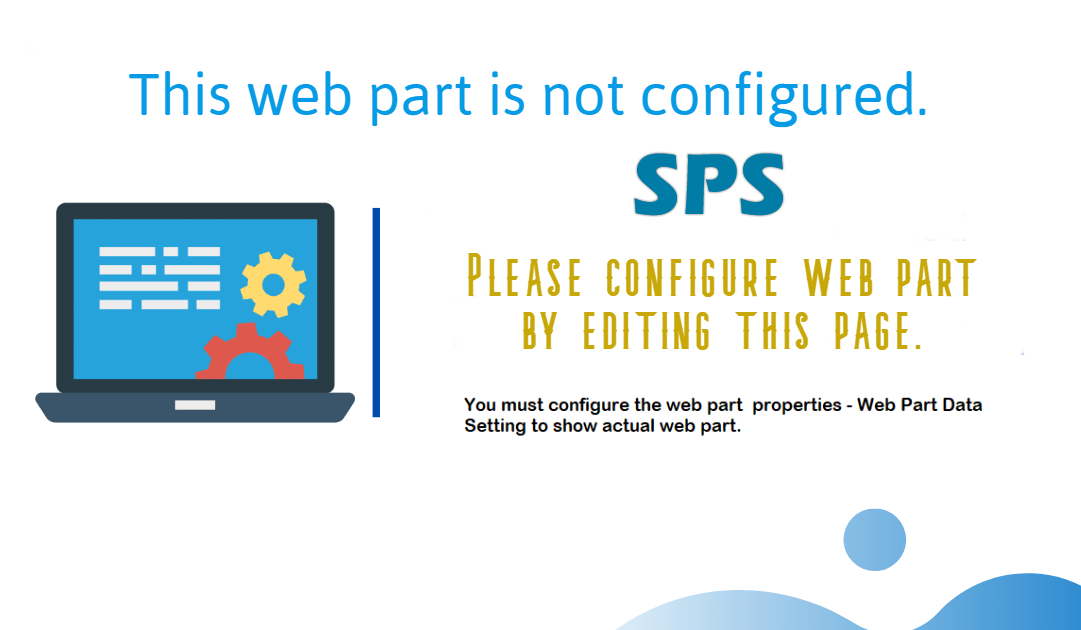 This web part is not configured.
SPS
Please configure web part
by editing this page.
You must configure the web part  properties - Web Part Data
Setting to show actual web part.